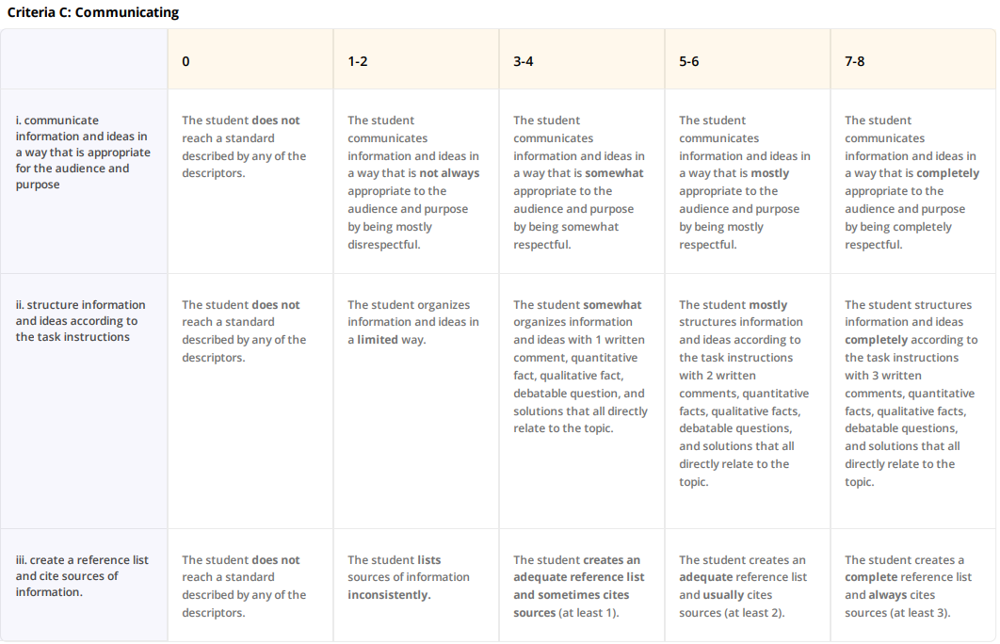 Criteria C: Communicating
0
1-2
3-4
5-6
7-8
i. communicate
information and ideas in
a way that is appropriate
for the audience and
purpose
The student does not
reach a standard
described by any of the
descriptors.
The student
communicates
information and ideas in
a way that is not always
appropriate to the
audience and purpose
by being mostly
disrespectful.
The student
communicates
information and ideas in
a way that is somewhat
appropriate to the
audience and purpose
by being somewhat
respectful.
The student
communicates
information and ideas in
a way that is mostly
appropriate to the
audience and purpose
by being mostly
respectful.
The student
communicates
information and ideas in
a way that is completely
appropriate to the
audience and purpose
by being completely
respectful.
ii. structure information
and ideas according to
the task instructions
The student does not
reach a standard
described by any of the
descriptors.
The student organizes
information and ideas in
a limited way.
The student somewhat
organizes information
and ideas with 1 written
comment, quantitative
fact, qualitative fact,
debatable question, and
solutions that all directly
relate to the topic.
The student mostly
structures information
and ideas according to
the task instructions
with 2 written
comments, quantitative
facts, qualitative facts,
debatable questions,
and solutions that all
directly relate to the
topic.
The student structures
information and ideas
completely according to
the task instructions
with 3 written
comments, quantitative
facts, qualitative facts,
debatable questions,
and solutions that all
directly relate to the
topic.
iii. create a reference list
and cite sources of
information.
The student does not
reach a standard
described by any of the
descriptors.
The student lists
sources of information
inconsistently.
The student creates an
adequate reference list
and sometimes cites
sources (at least 1).
The student creates an
adequate reference list
and usually cites
sources (at least 2).
The student creates a
complete reference list
and always cites
sources (at least 3).